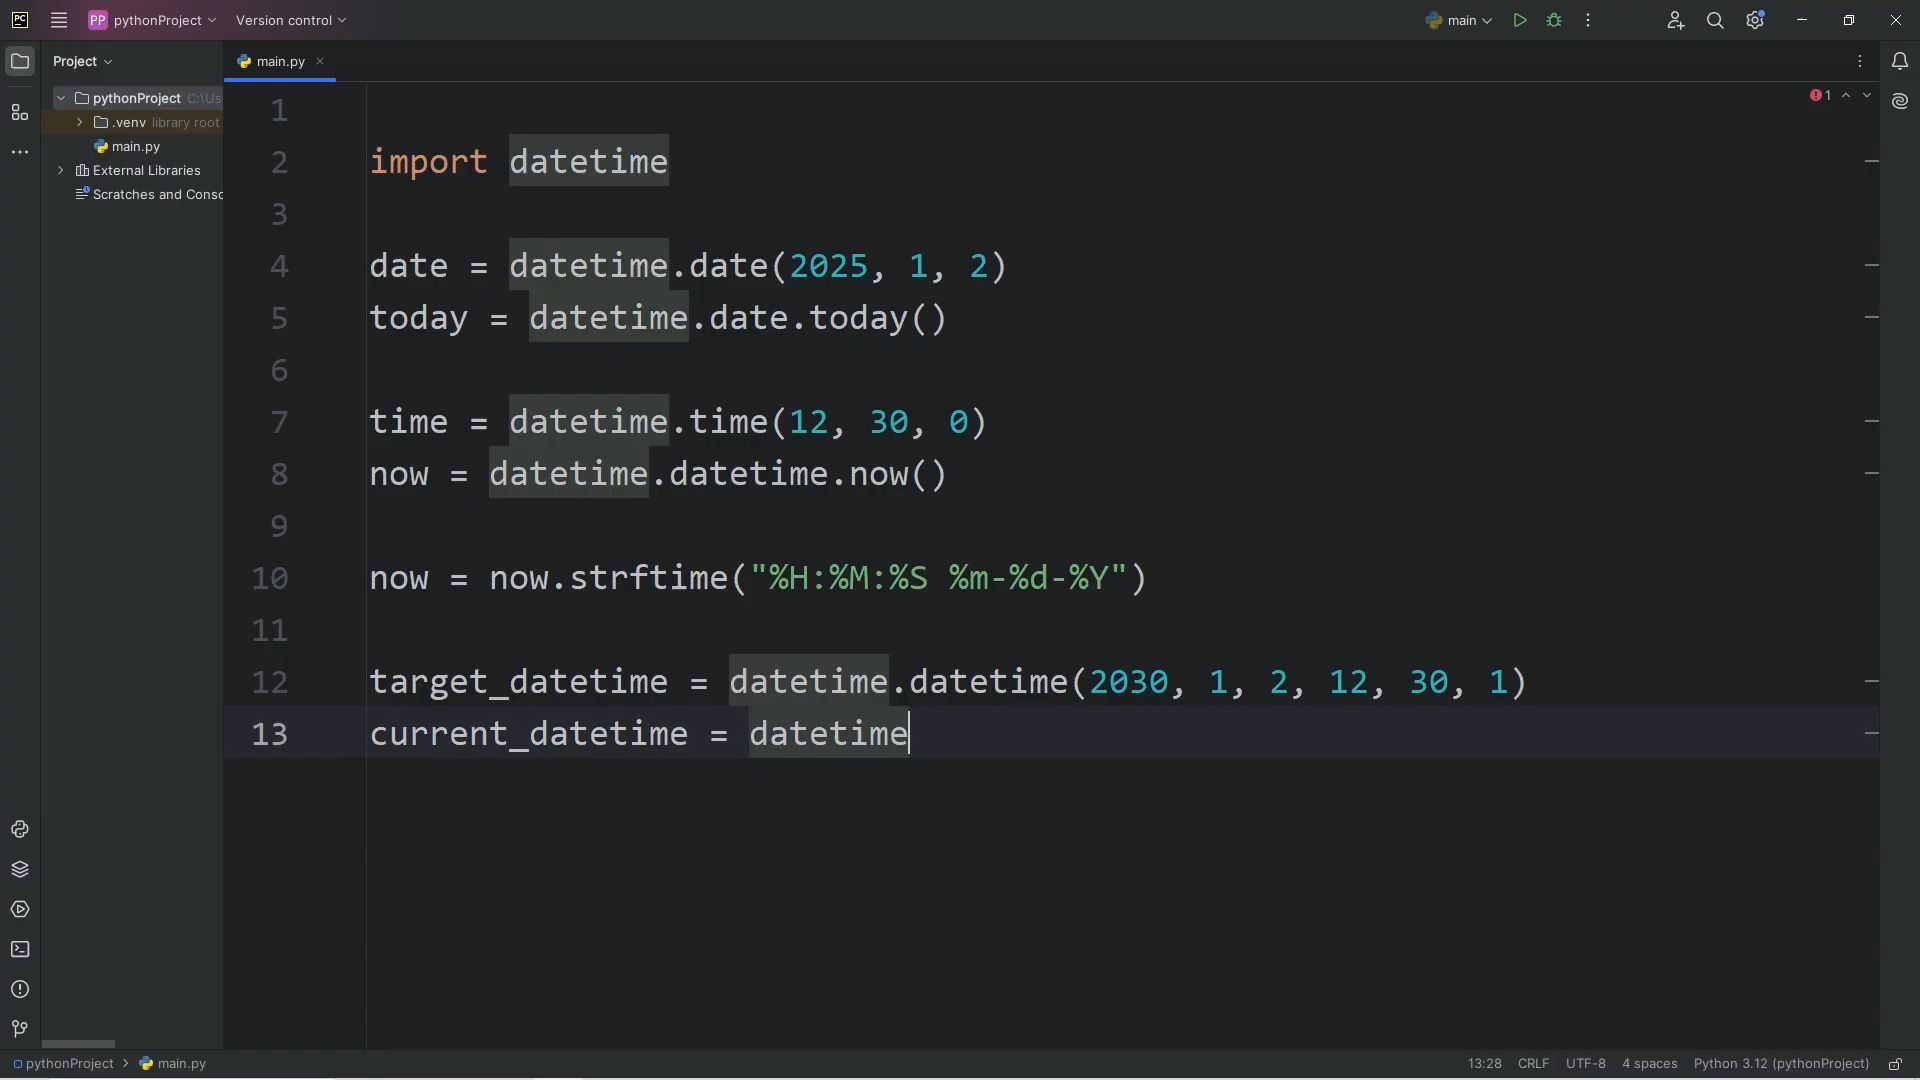 PC
PP pythonProject
Version control
main
Project
main.py
pythonProject C:\Us
.venv library root
main.py
External Libraries
Scratches and Consc
1
1
2 import datetime
3
4 date = datetime.date(2025, 1, 2)
5 today = datetime.date.today()
6
7 time = datetime.time(12, 30, 0)
8 now = datetime.datetime.now()
9
10 now = now.strftime("%H:%M:%S %m-%d-%Y")
11
12 target_datetime = datetime.datetime(2030, 1, 2, 12, 30, 1)
13 current_datetime = datetime
pythonProject > main.py
13:28 CRLF UTF-8 4 spaces Python 3.12 (pythonProject)